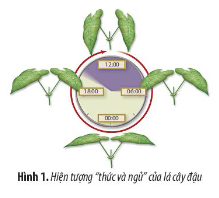 12:00
18:00 06:00
00:00
Hình 1. Hiện tượng "thức và ngủ" của lá cây đậu